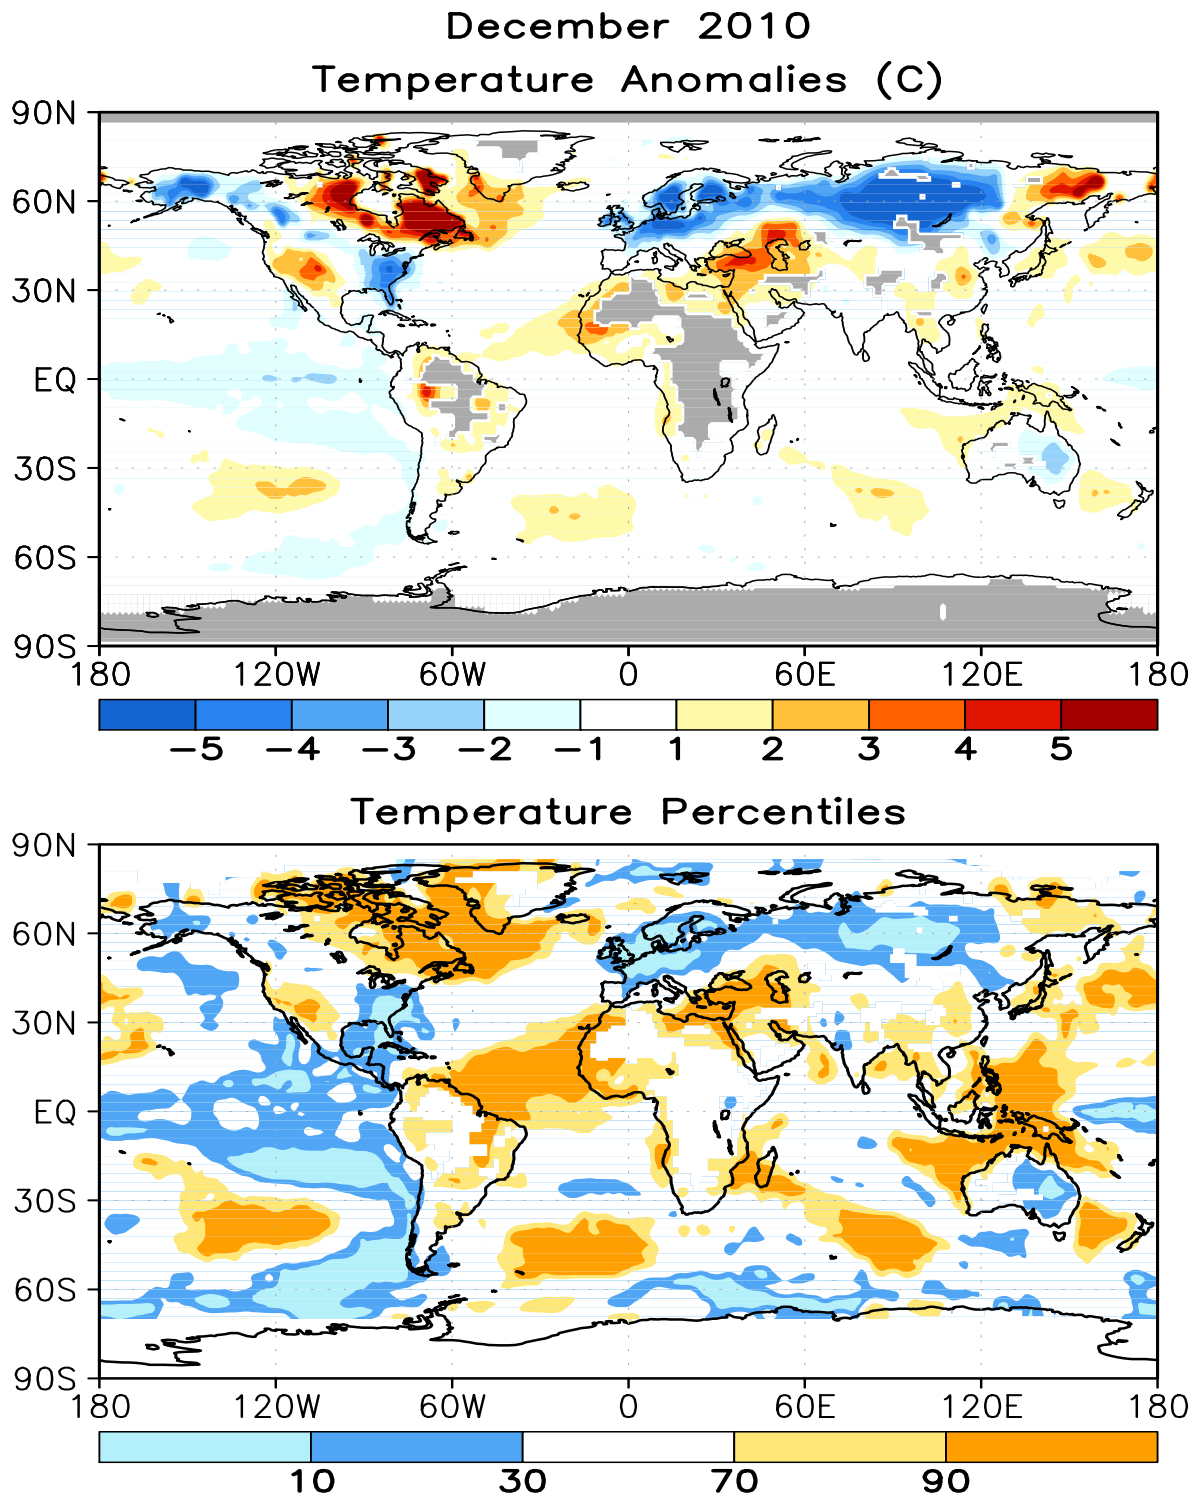 December 2010
Temperature Anomalies (C)
90N
60N
30N
EQ
30S
60S
90S
180 120W 60W 0 60E 120E 180
-5 -4 -3 -2 -1 1 2 3 4 5
Temperature Percentiles
90N
60N
30N
EQ
30S
60S
90S
180 120W 60W 0 60E 120E 180
10 30 70 90